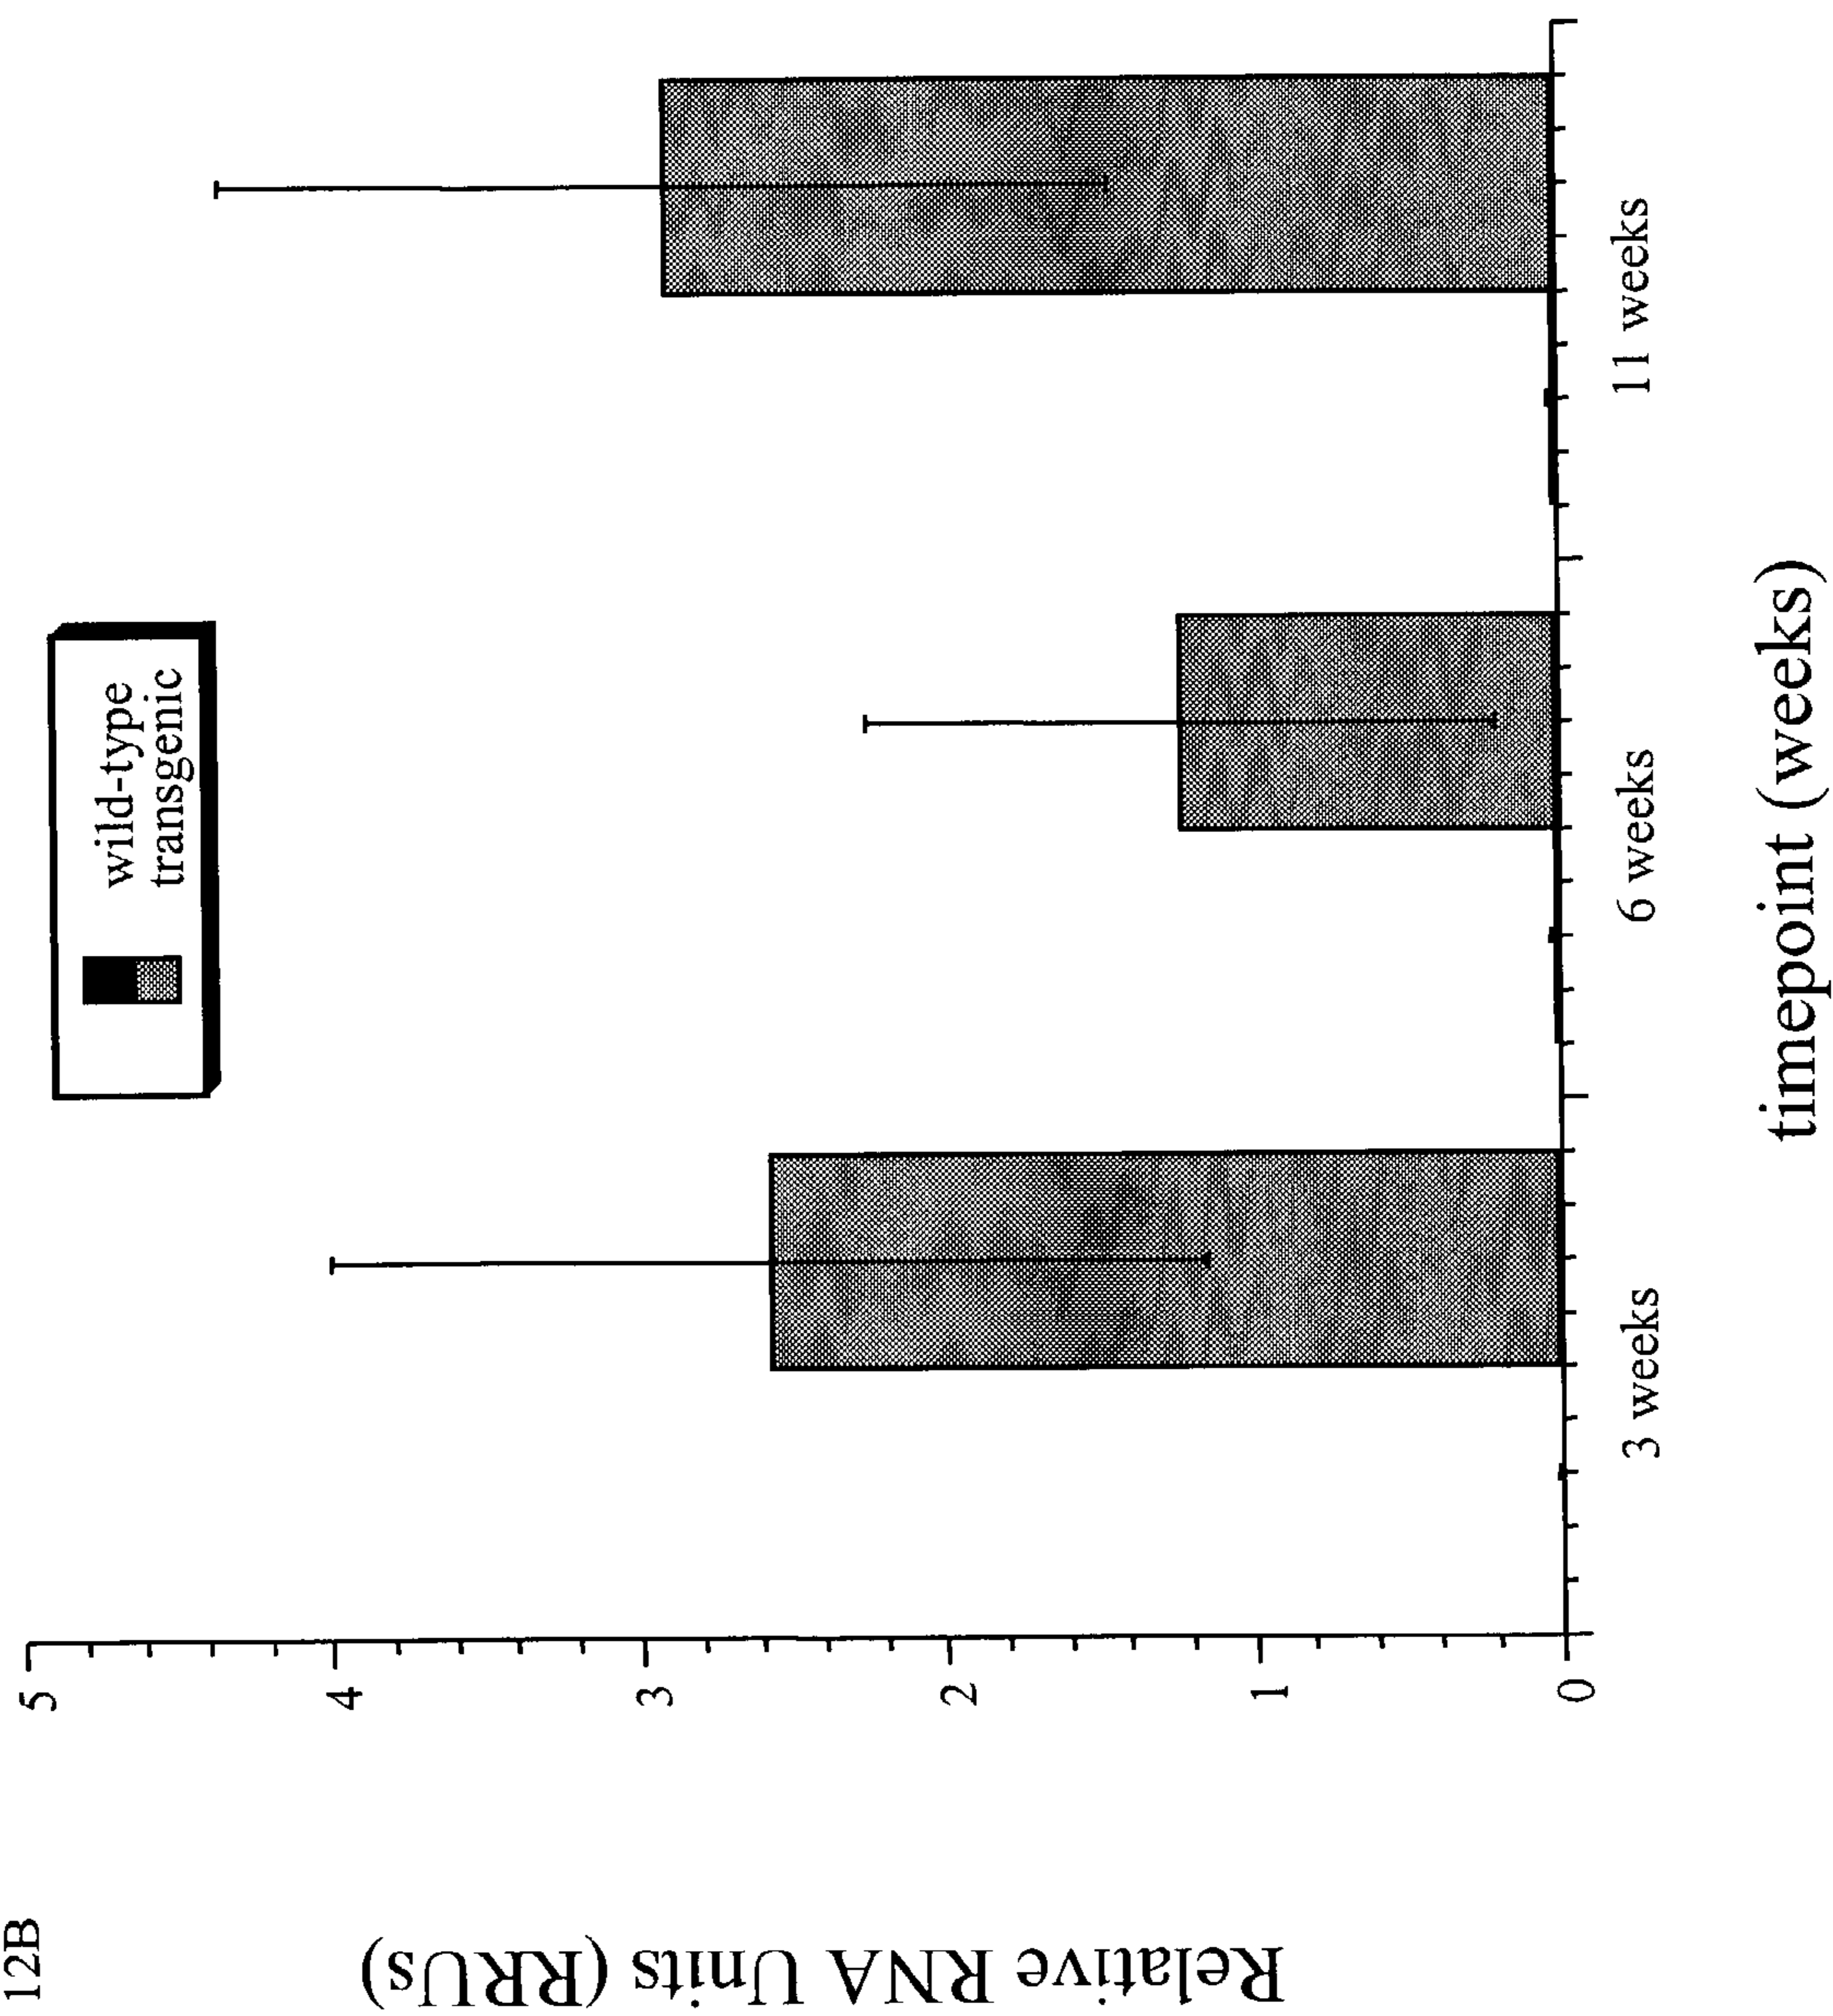 12B
wild-type
transgenic
5
4
3
2
1
0
Relative RNA Units (RRUs)
3 weeks
6 weeks
11 weeks
timepoint (weeks)